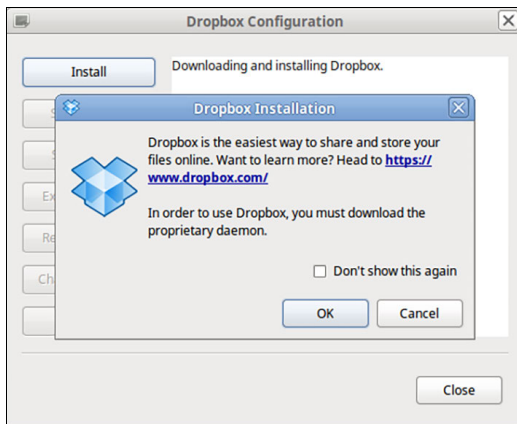 Dropbox Configuration
Install
Downloading and installing Dropbox.
Dropbox Installation
Dropbox is the easiest way to share and store your
files online. Want to learn more? Head to https://
www.dropbox.com/
In order to use Dropbox, you must download the
proprietary daemon.
Don't show this again
OK
Cancel
Close